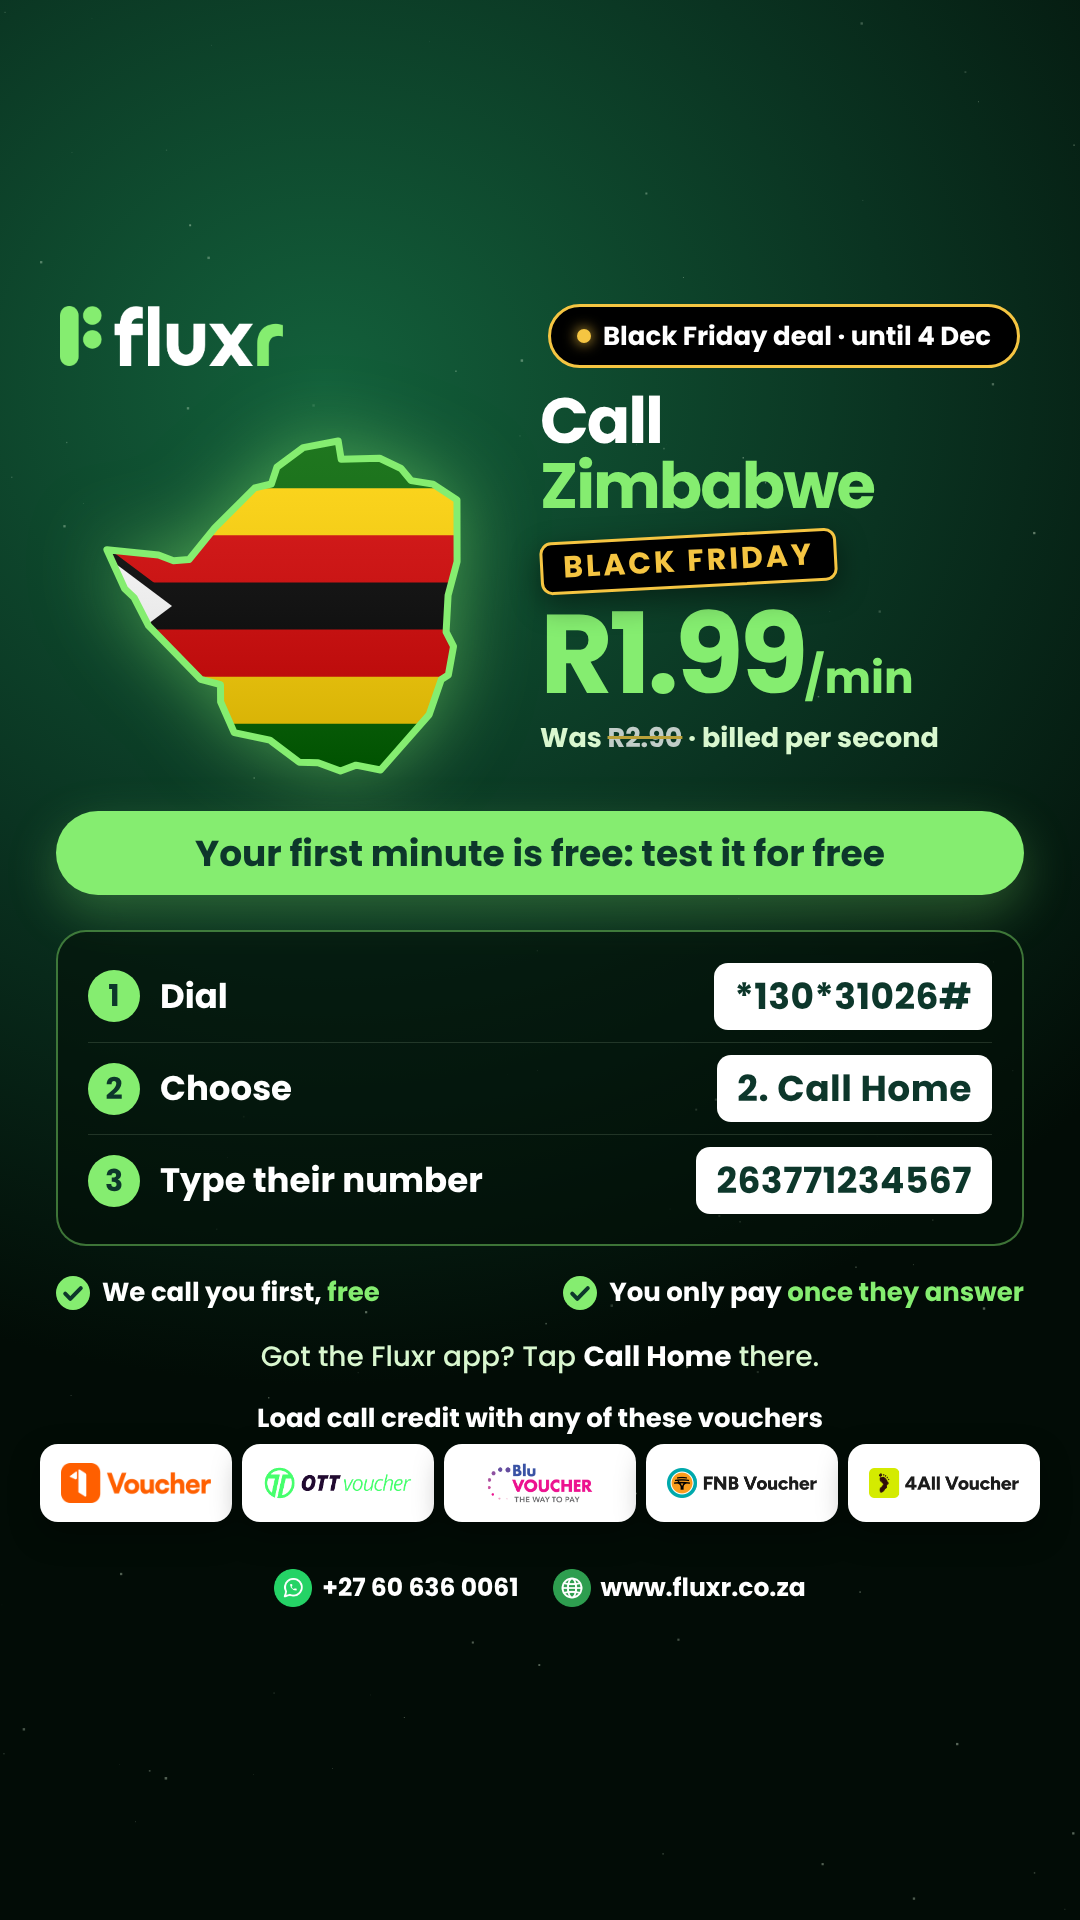 fluxr
Black Friday deal · until 4 Dec
Call
Zimbabwe
BLACK FRIDAY
R1.99/min
Was R2.90 · billed per second
Your first minute is free: test it for free
1 Dial *130*31026#
2 Choose 2. Call Home
3 Type their number 263771234567
We call you first, free
You only pay once they answer
Got the Fluxr app? Tap Call Home there.
Load call credit with any of these vouchers
1 Voucher
OTT voucher
Blu
VOUCHER
THE WAY TO PAY
FNB Voucher
4All Voucher
+27 60 636 0061
www.fluxr.co.za